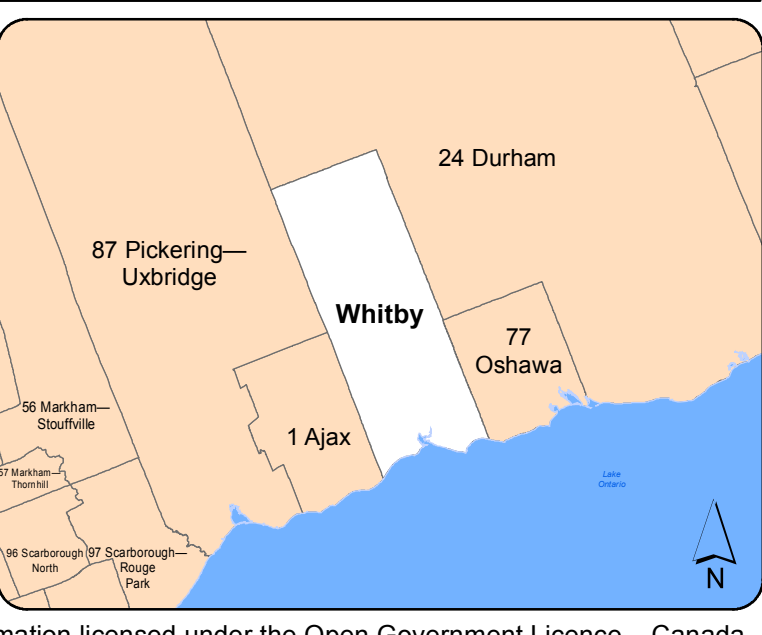 24 Durham
87 Pickering—
Uxbridge
Whitby
77
Oshawa
56 Markham—
Stouffville
1 Ajax
57 Markham—
Thornhill
Lake
Ontario
96 Scarborough
North
97 Scarborough—
Rouge
Park
N
mation licensed under the Open Government Licence – Canada